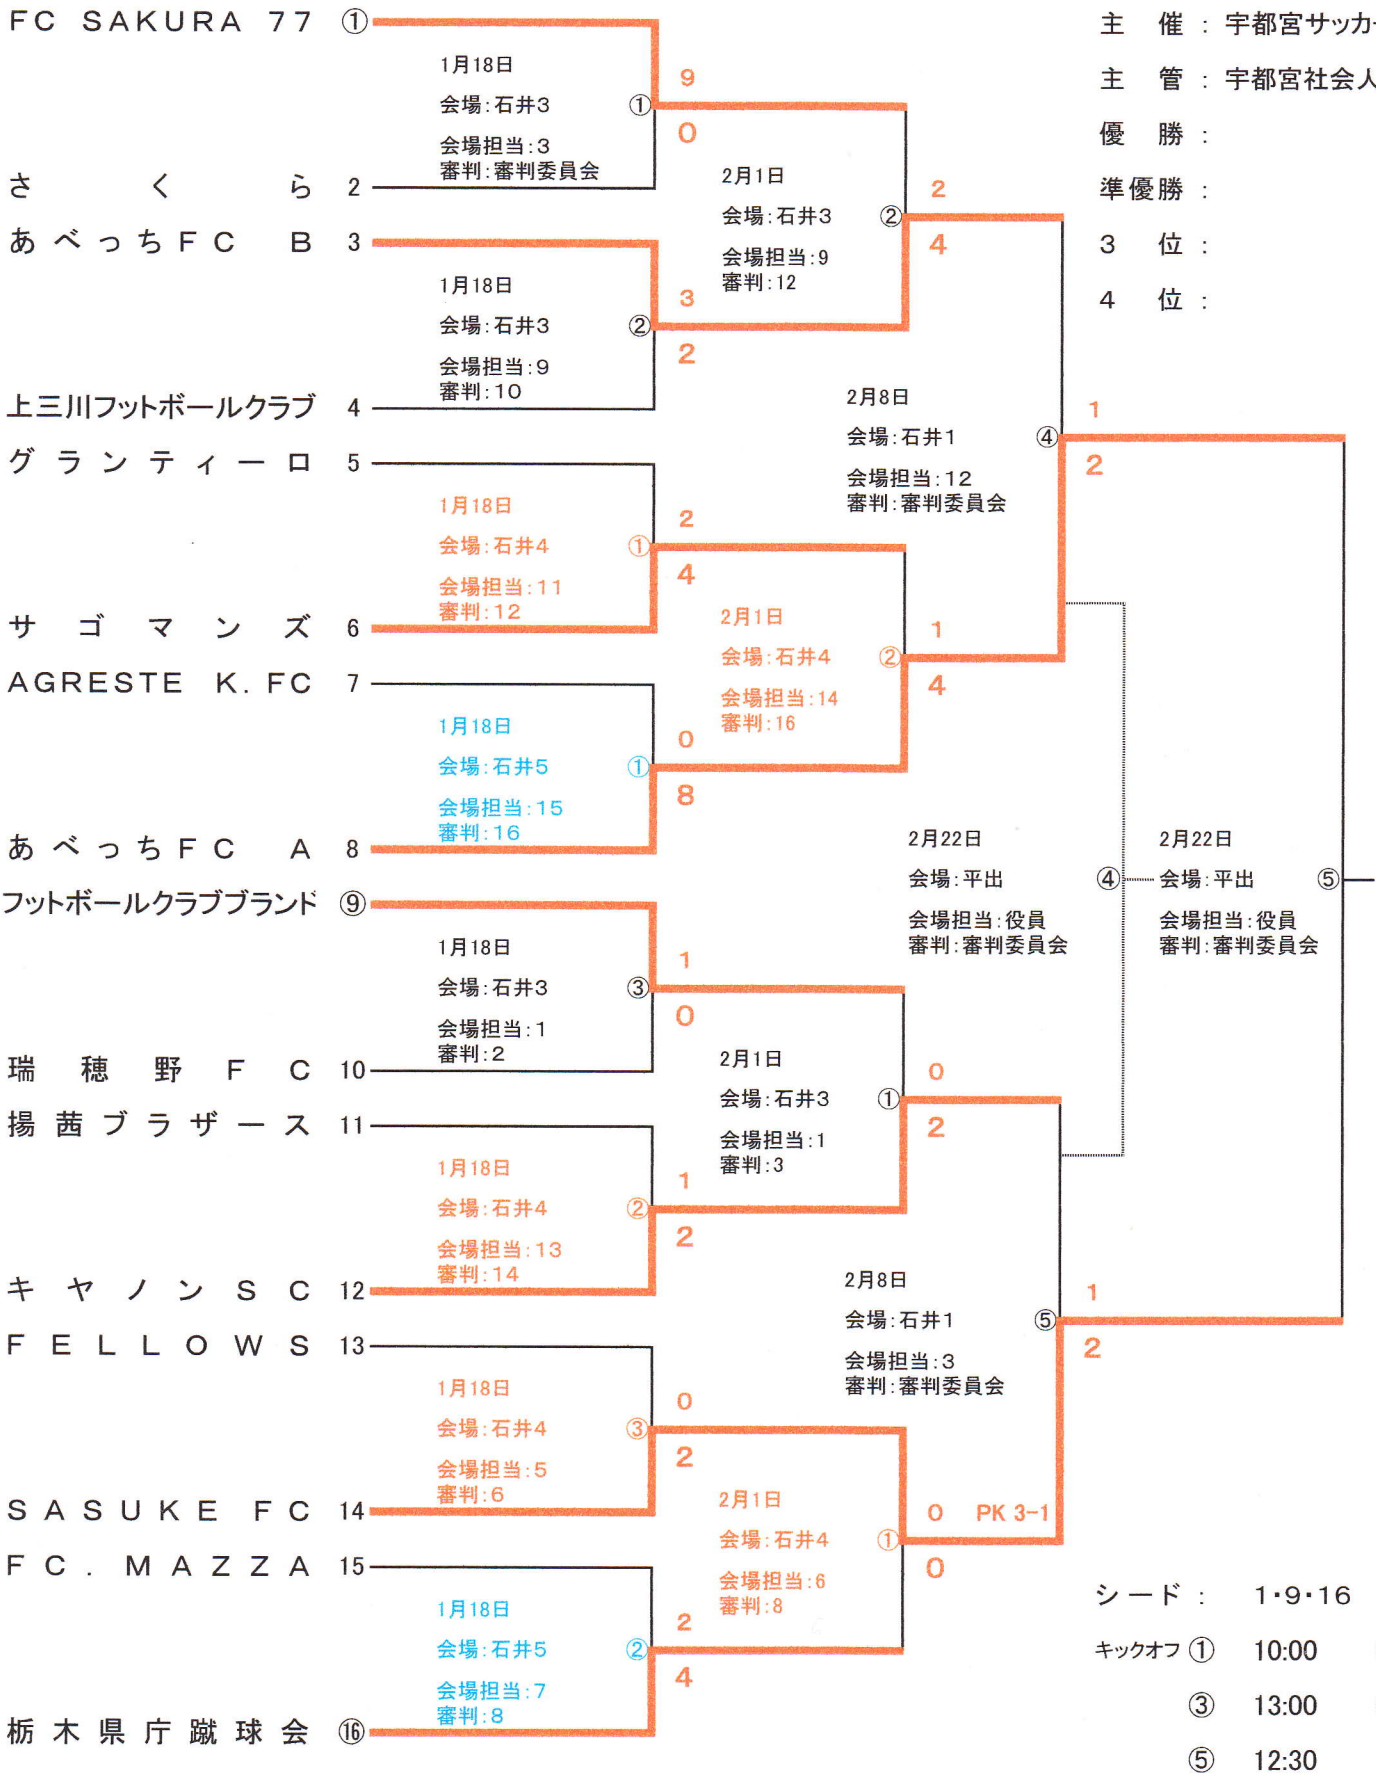 FC SAKURA 77 ①
主 催 : 宇都宮サッカ
1月18日
会場:石井3
①
会場担当:3
審判:審判委員会
9
0
主 管 : 宇都宮社会人
優 勝 :
準優勝 :
3 位 :
4 位 :
さくら 2
あべっちFC B 3
2月1日
会場:石井3
②
会場担当:9
審判:12
2
4
1月18日
会場:石井3
②
会場担当:9
審判:10
3
2
上三川フットボールクラブ 4
グランティーロ 5
2月8日
会場:石井1
④
会場担当:12
審判:審判委員会
1
2
1月18日
会場:石井4
①
会場担当:11
審判:12
2
4
サゴマンズ 6
AGRESTE K.FC 7
2月1日
会場:石井4
②
会場担当:14
審判:16
1
4
1月18日
会場:石井5
①
会場担当:15
審判:16
0
8
あべっちFC A 8
フットボールクラブブランド ⑨
2月22日
会場:平出
④
会場担当:役員
審判:審判委員会
2月22日
会場:平出
⑤
会場担当:役員
審判:審判委員会
1月18日
会場:石井3
③
会場担当:1
審判:2
1
0
瑞穂野FC 10
揚茜ブラザース 11
2月1日
会場:石井3
①
会場担当:1
審判:3
0
2
1月18日
会場:石井4
②
会場担当:13
審判:14
1
2
キヤノンSC 12
FELLOWS 13
2月8日
会場:石井1
⑤
会場担当:3
審判:審判委員会
1
2
1月18日
会場:石井4
③
会場担当:5
審判:6
0
2
SASUKE FC 14
FC.MAZZA 15
2月1日
会場:石井4
①
会場担当:6
審判:8
0 PK 3-1
0
1月18日
会場:石井5
②
会場担当:7
審判:8
2
4
栃木県庁蹴球会 ⑯
シード : 1・9・16
キックオフ ① 10:00
③ 13:00
⑤ 12:30